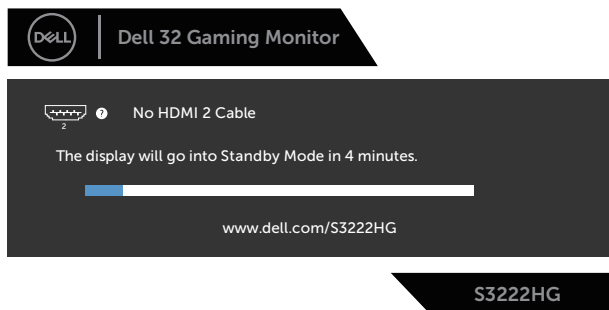 DELL
Dell 32 Gaming Monitor
? No HDMI 2 Cable
2
The display will go into Standby Mode in 4 minutes.
www.dell.com/S3222HG
S3222HG